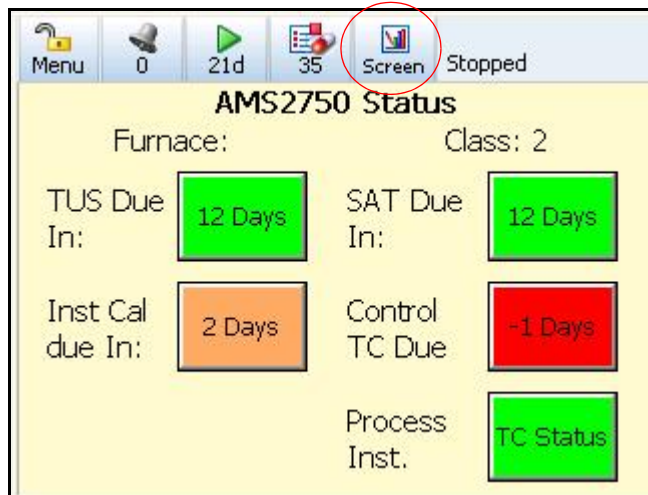 Menu 0 21d 35 Screen Stopped
AMS2750 Status
Furnace: Class: 2
TUS Due
In:
12 Days
SAT Due
In:
12 Days
Inst Cal
due In:
2 Days
Control
TC Due
-1 Days
Process
Inst.
TC Status